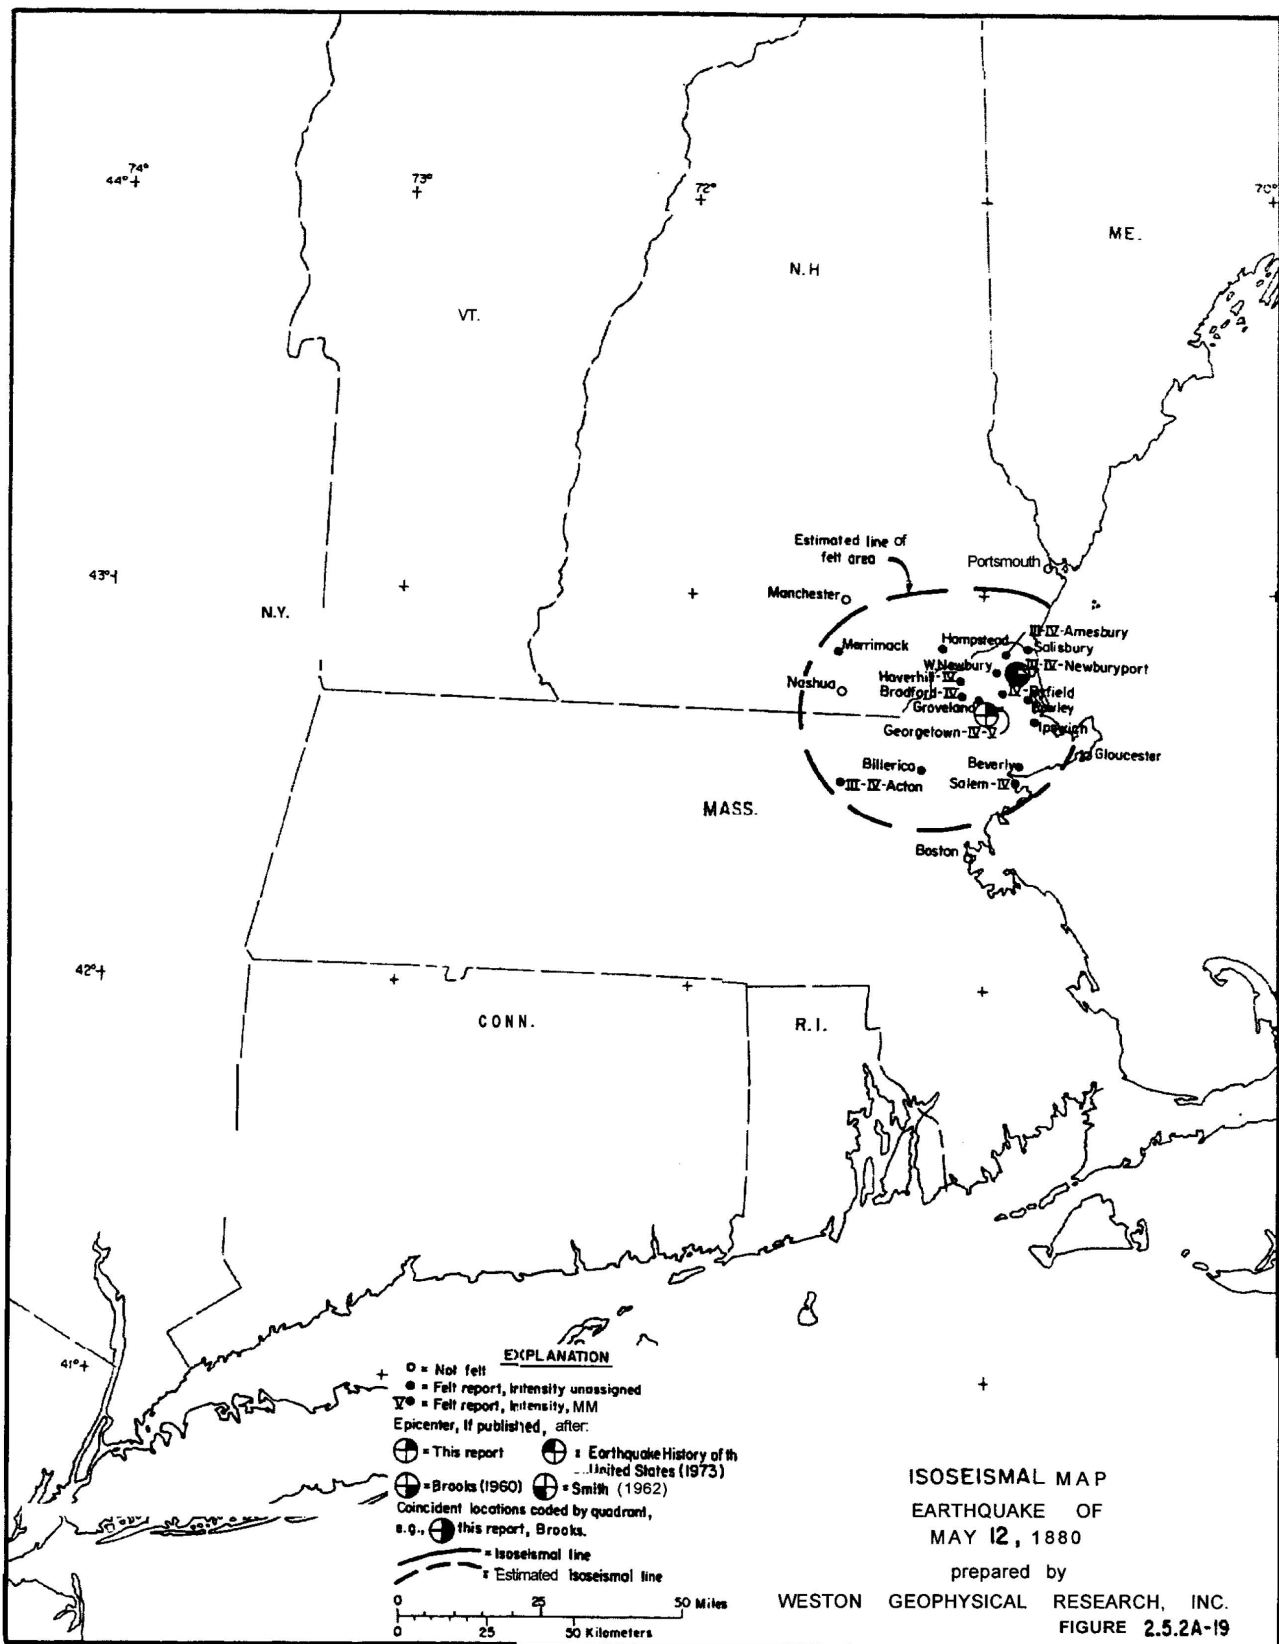 74°
44°
73°
72°
70°
ME.
N.H
VT.
Estimated line of
felt area
Portsmouth
43°
Manchester
N.Y.
III-IV-Amesbury
Hampstead
Merrimack
Salisbury
W.Newbury
III-IV-Newburyport
Haverhill-IV
Nashua
Bradford-IV
IV-Byfield
Groveland
Rowley
Ipswich
Georgetown-IV-V
Gloucester
Billerica
Beverly
III-IV-Acton
Salem-IV
MASS.
Boston
42°
CONN.
R.I.
41°
EXPLANATION
= Not felt
= Felt report, Intensity unassigned
V = Felt report, Intensity, MM
Epicenter, If published, after:
= This report
= Earthquake History of th
United States (1973)
= Brooks (1960)
= Smith (1962)
Coincident locations coded by quadrant,
e.g., this report, Brooks.
= Isoseismal line
= Estimated Isoseismal line
0 25 50 Miles
0 25 50 Kilometers
ISOSEISMAL MAP
EARTHQUAKE OF
MAY 12, 1880
prepared by
WESTON GEOPHYSICAL RESEARCH, INC.
FIGURE 2.5.2A-19